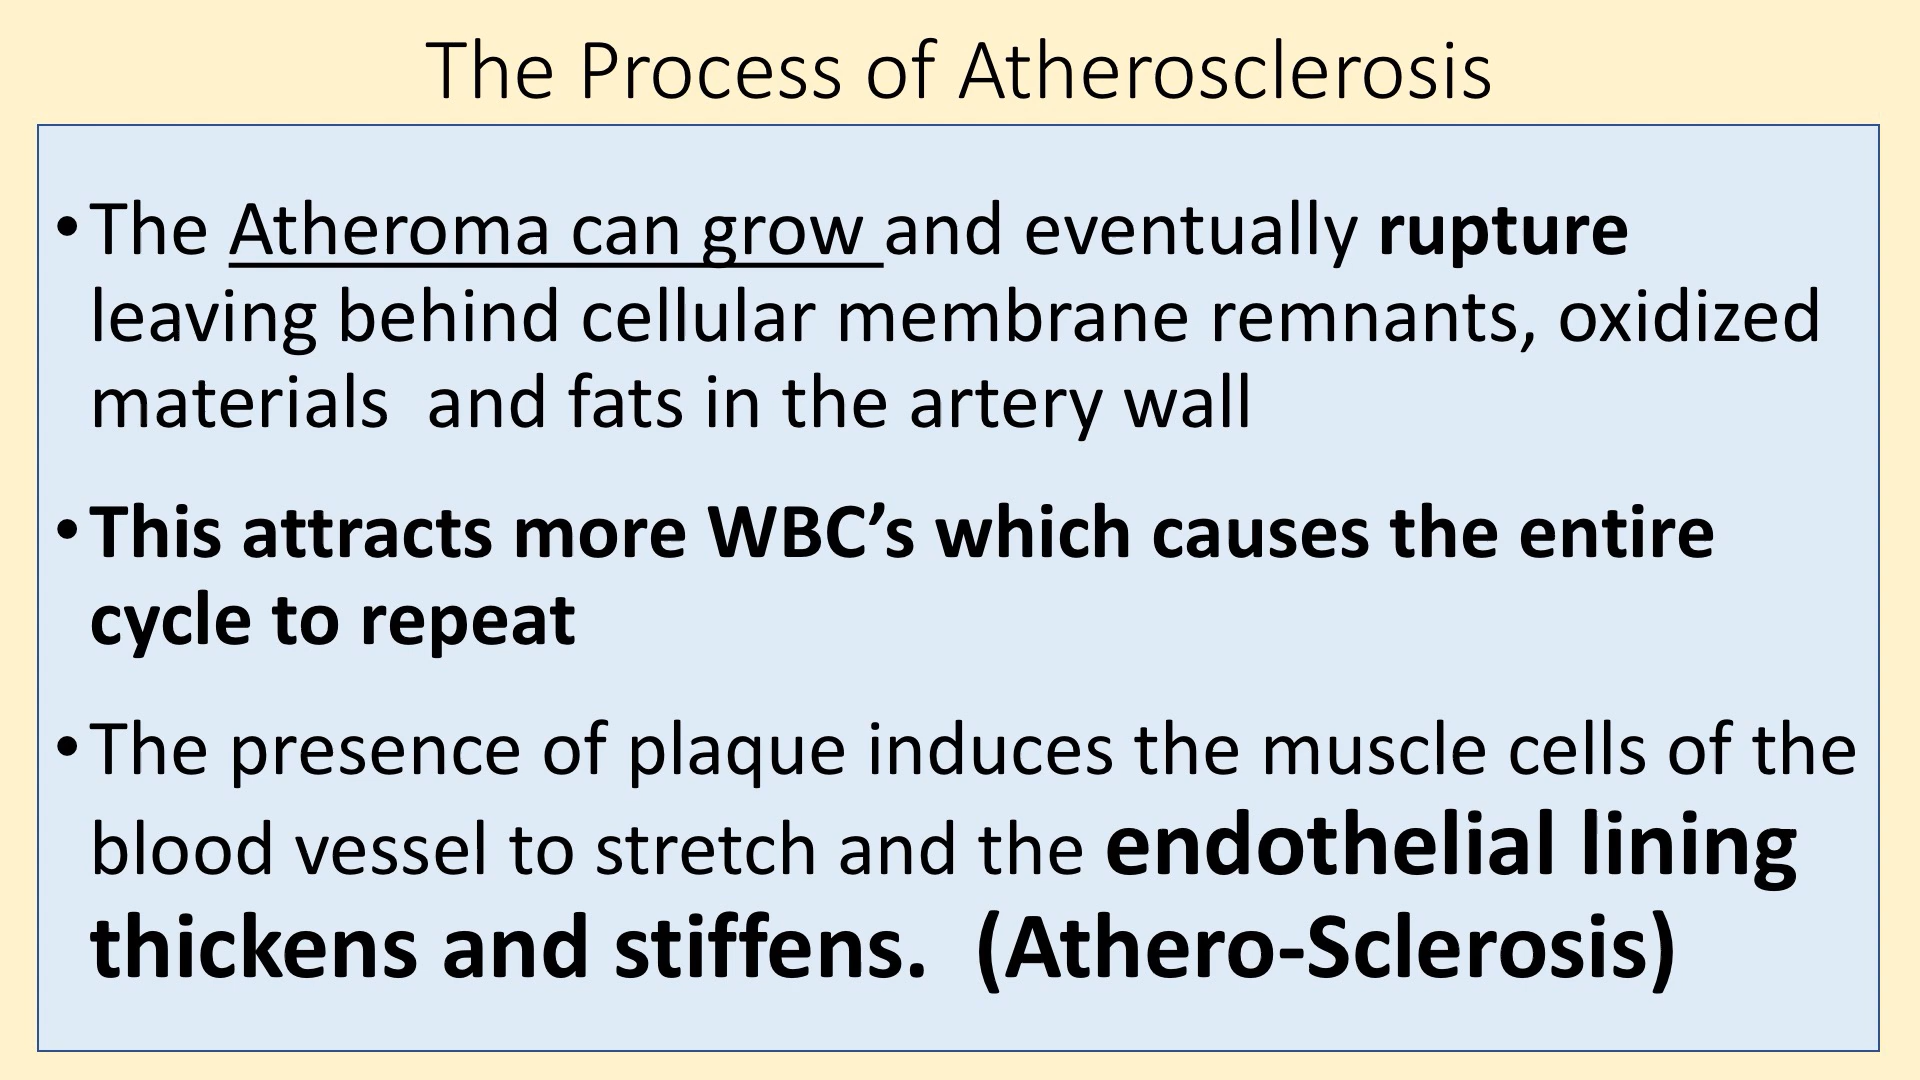 The Process of Atherosclerosis
•The Atheroma can grow and eventually rupture
leaving behind cellular membrane remnants, oxidized
materials  and fats in the artery wall
•This attracts more WBC’s which causes the entire
cycle to repeat
•The presence of plaque induces the muscle cells of the
blood vessel to stretch and the endothelial lining
thickens and stiffens.  (Athero-Sclerosis)